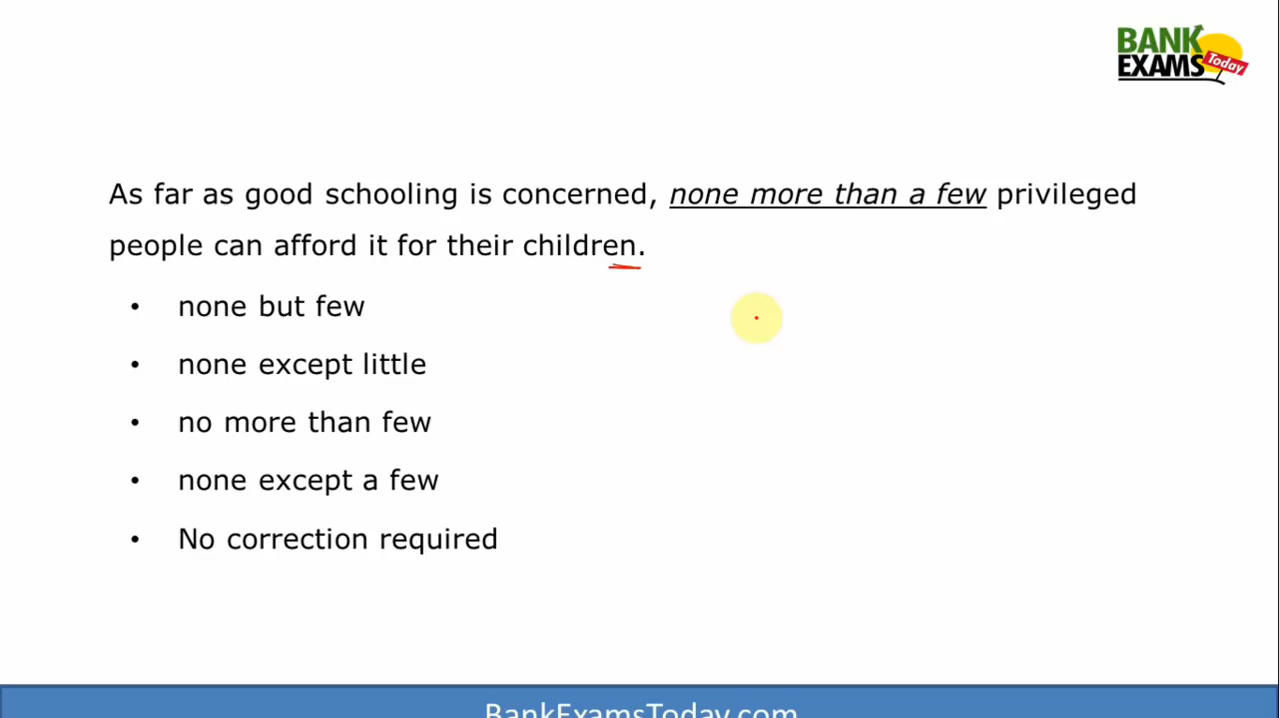 BANK
EXAMS Today
As far as good schooling is concerned, none more than a few privileged
people can afford it for their children.
• none but few
• none except little
• no more than few
• none except a few
• No correction required
BankExamsToday.com